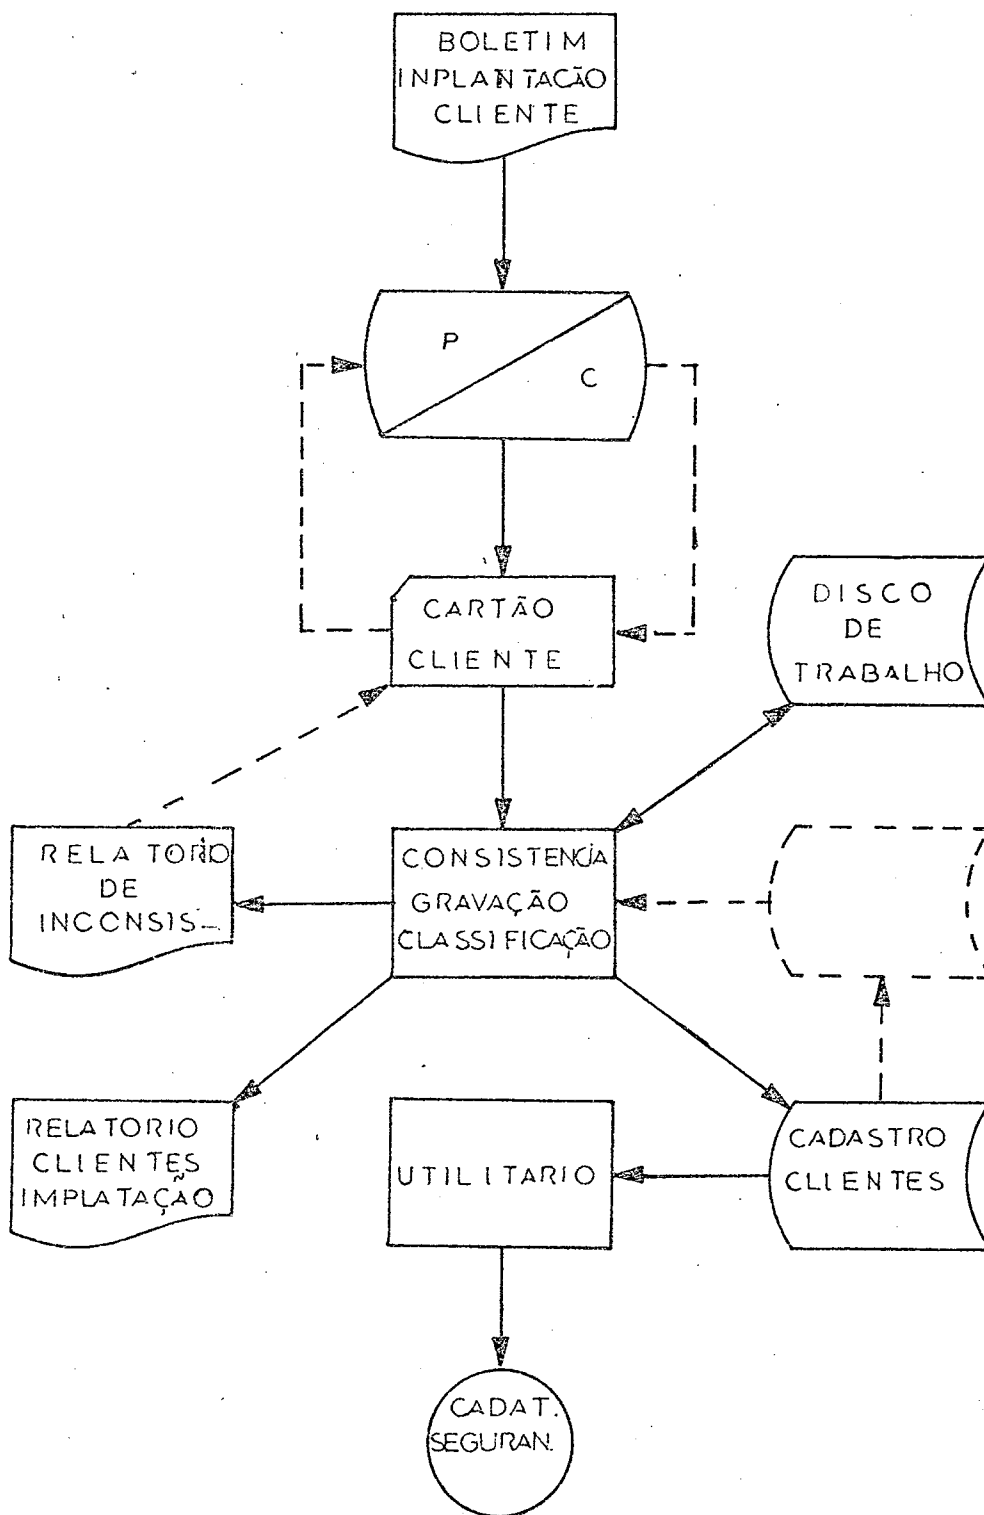 BOLETIM
INPLANTAÇÃO
CLIENTE
P
C
CARTÃO
CLIENTE
DISCO
DE
TRABALHO
RELATORIO
DE
INCONSIS-
CONSISTENCIA
GRAVAÇÃO
CLASSIFICAÇÃO
RELATORIO
CLIENTES
IMPLATAÇÃO
UTILITARIO
CADASTRO
CLIENTES
CADAT.
SEGURAN.